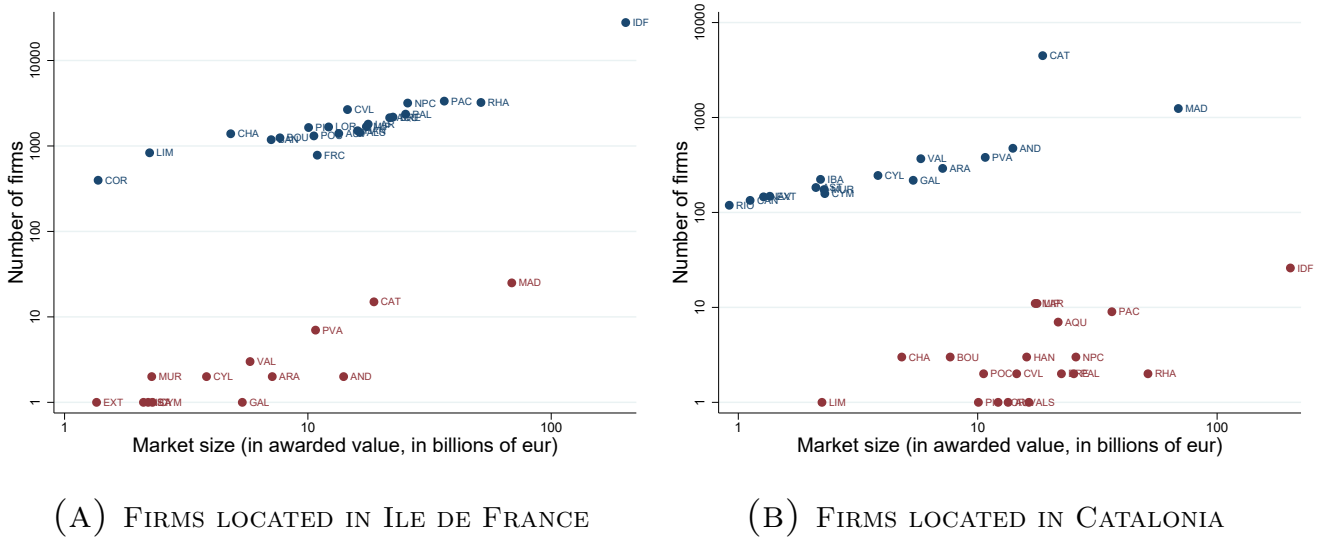 IDF
PAC
RHA
NPC
CVL
LOR
CHA
FRC
LIM
COR
MAD
CAT
PVA
VAL
MUR
CYL
ARA
AND
EXT
CYM
GAL
10000
1000
100
10
1
Number of firms
1
10
100
Market size (in awarded value, in billions of eur)
(A) Firms located in Ile de France
CAT
MAD
AND
PVA
VAL
ARA
CYL
GAL
IBA
MUR
CYM
EXT
RIO
CAN
IDF
PAC
AQU
CHA
BOU
HAN
NPC
POC
CVL
RHA
LIM
10000
1000
100
10
1
Number of firms
1
10
100
Market size (in awarded value, in billions of eur)
(B) Firms located in Catalonia